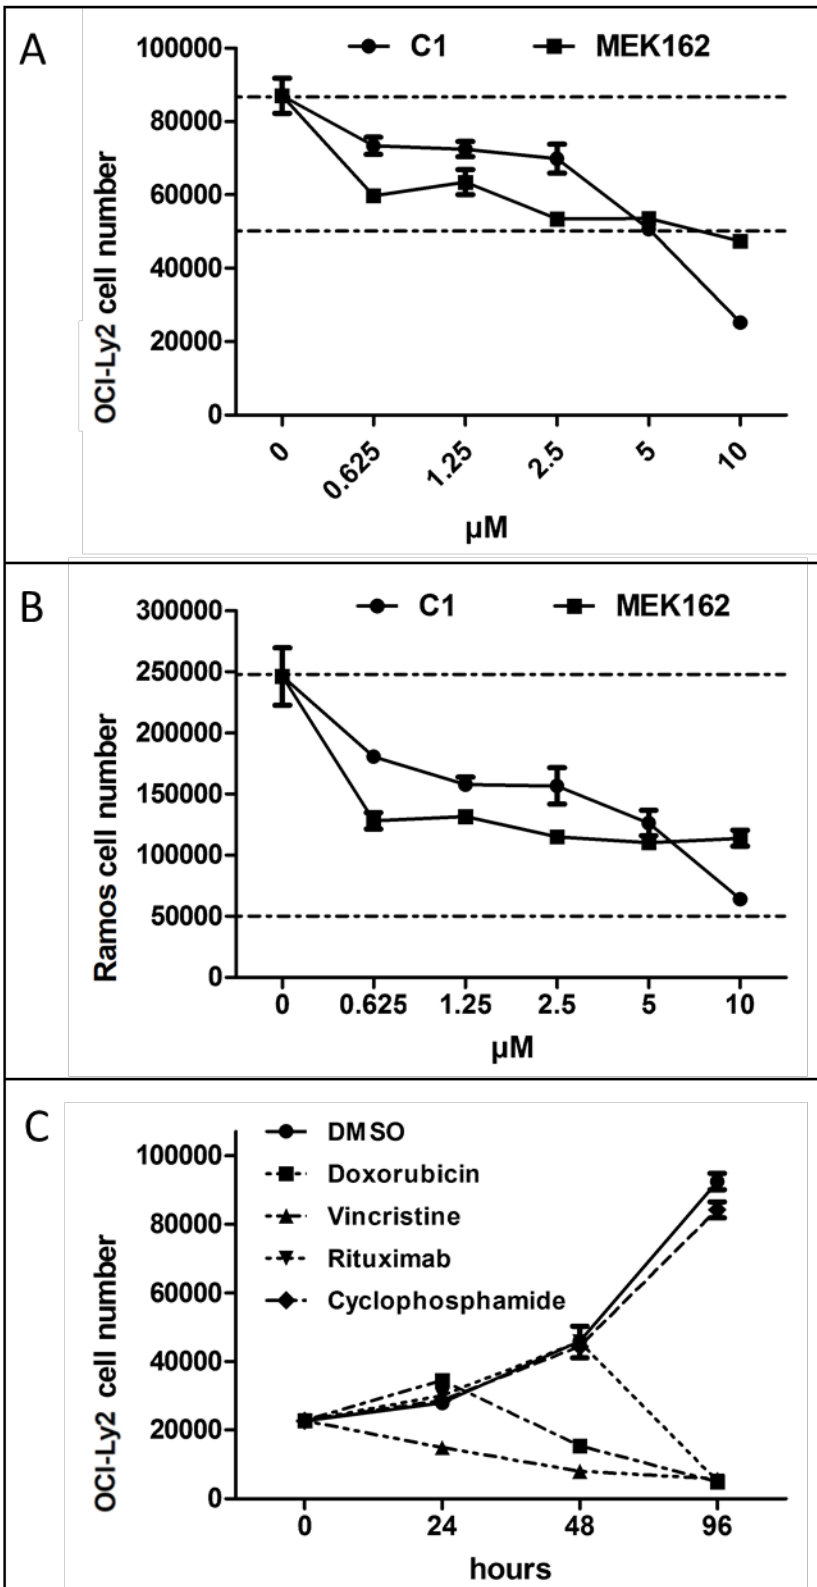 A
C1 MEK162
100000
80000
60000
40000
20000
0
OCI-Ly2 cell number
0 0.625 1.25 2.5 5 10
µM
B
C1 MEK162
300000
250000
200000
150000
100000
50000
0
Ramos cell number
0 0.625 1.25 2.5 5 10
µM
C
DMSO
Doxorubicin
Vincristine
Rituximab
Cyclophosphamide
100000
80000
60000
40000
20000
0
OCI-Ly2 cell number
0 24 48 96
hours